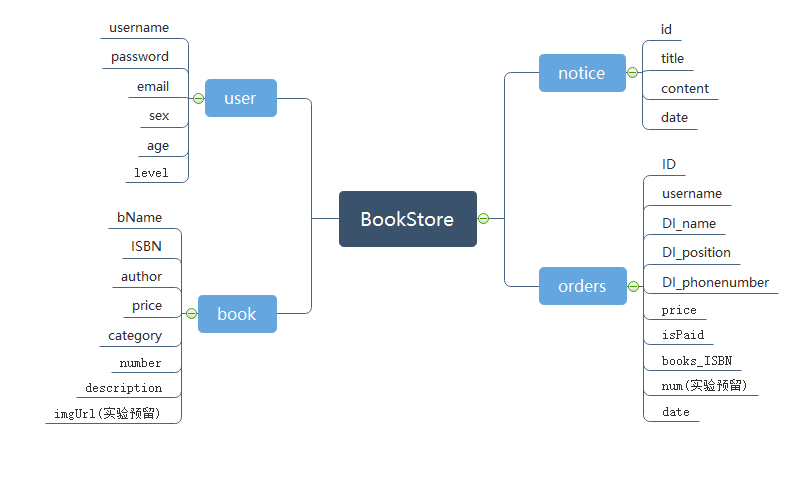 BookStore
user
username
password
email
sex
age
level
book
bName
ISBN
author
price
category
number
description
imgUrl(实验预留)
notice
id
title
content
date
orders
ID
username
DI_name
DI_position
DI_phonenumber
price
isPaid
books_ISBN
num(实验预留)
date